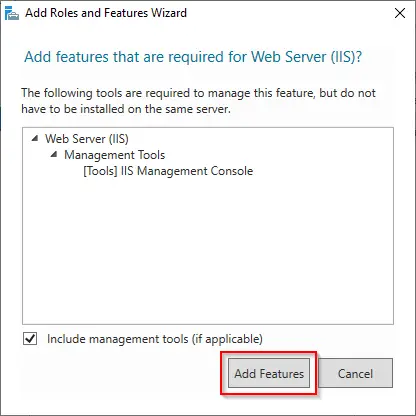 Add Roles and Features Wizard
Add features that are required for Web Server (IIS)?
The following tools are required to manage this feature, but do not
have to be installed on the same server.
Web Server (IIS)
Management Tools
[Tools] IIS Management Console
Include management tools (if applicable)
Add Features
Cancel